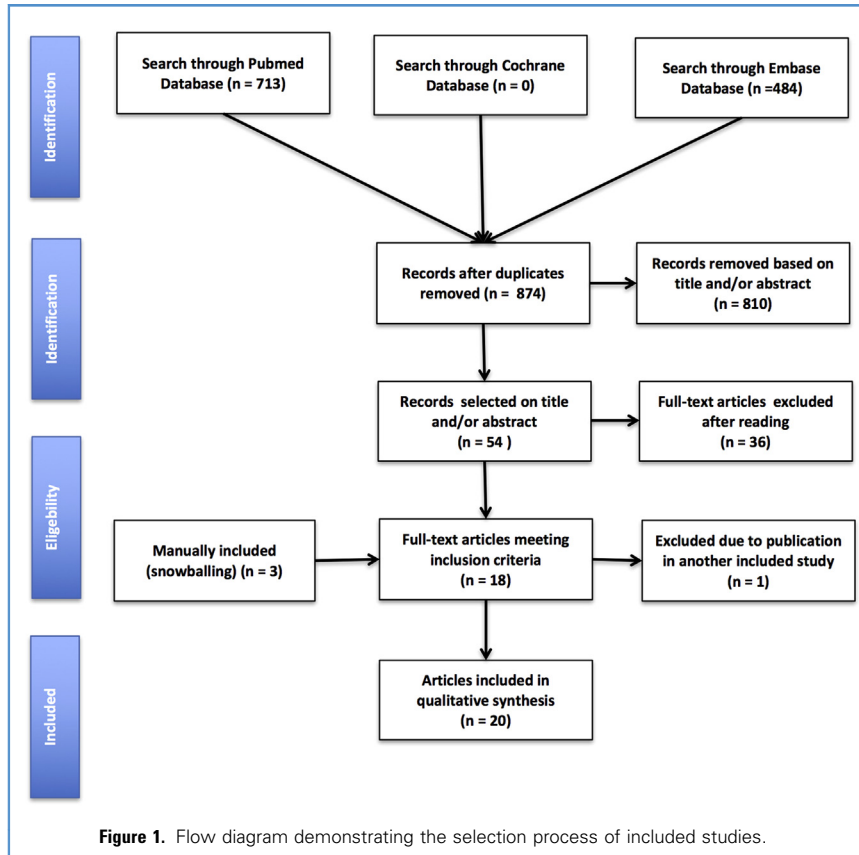 Identification
Search through Pubmed
Database (n = 713)
Search through Cochrane
Database (n = 0)
Search through Embase
Database (n =484)
Identification
Records after duplicates
removed (n = 874)
Records removed based on
title and/or abstract
(n = 810)
Records selected on title
and/or abstract
(n = 54 )
Full-text articles excluded
after reading
(n = 36)
Eligebility
Manually included
(snowballing) (n = 3)
Full-text articles meeting
inclusion criteria
(n = 18)
Excluded due to publication
in another included study
(n = 1)
Included
Articles included in
qualitative synthesis
(n = 20)
Figure 1. Flow diagram demonstrating the selection process of included studies.